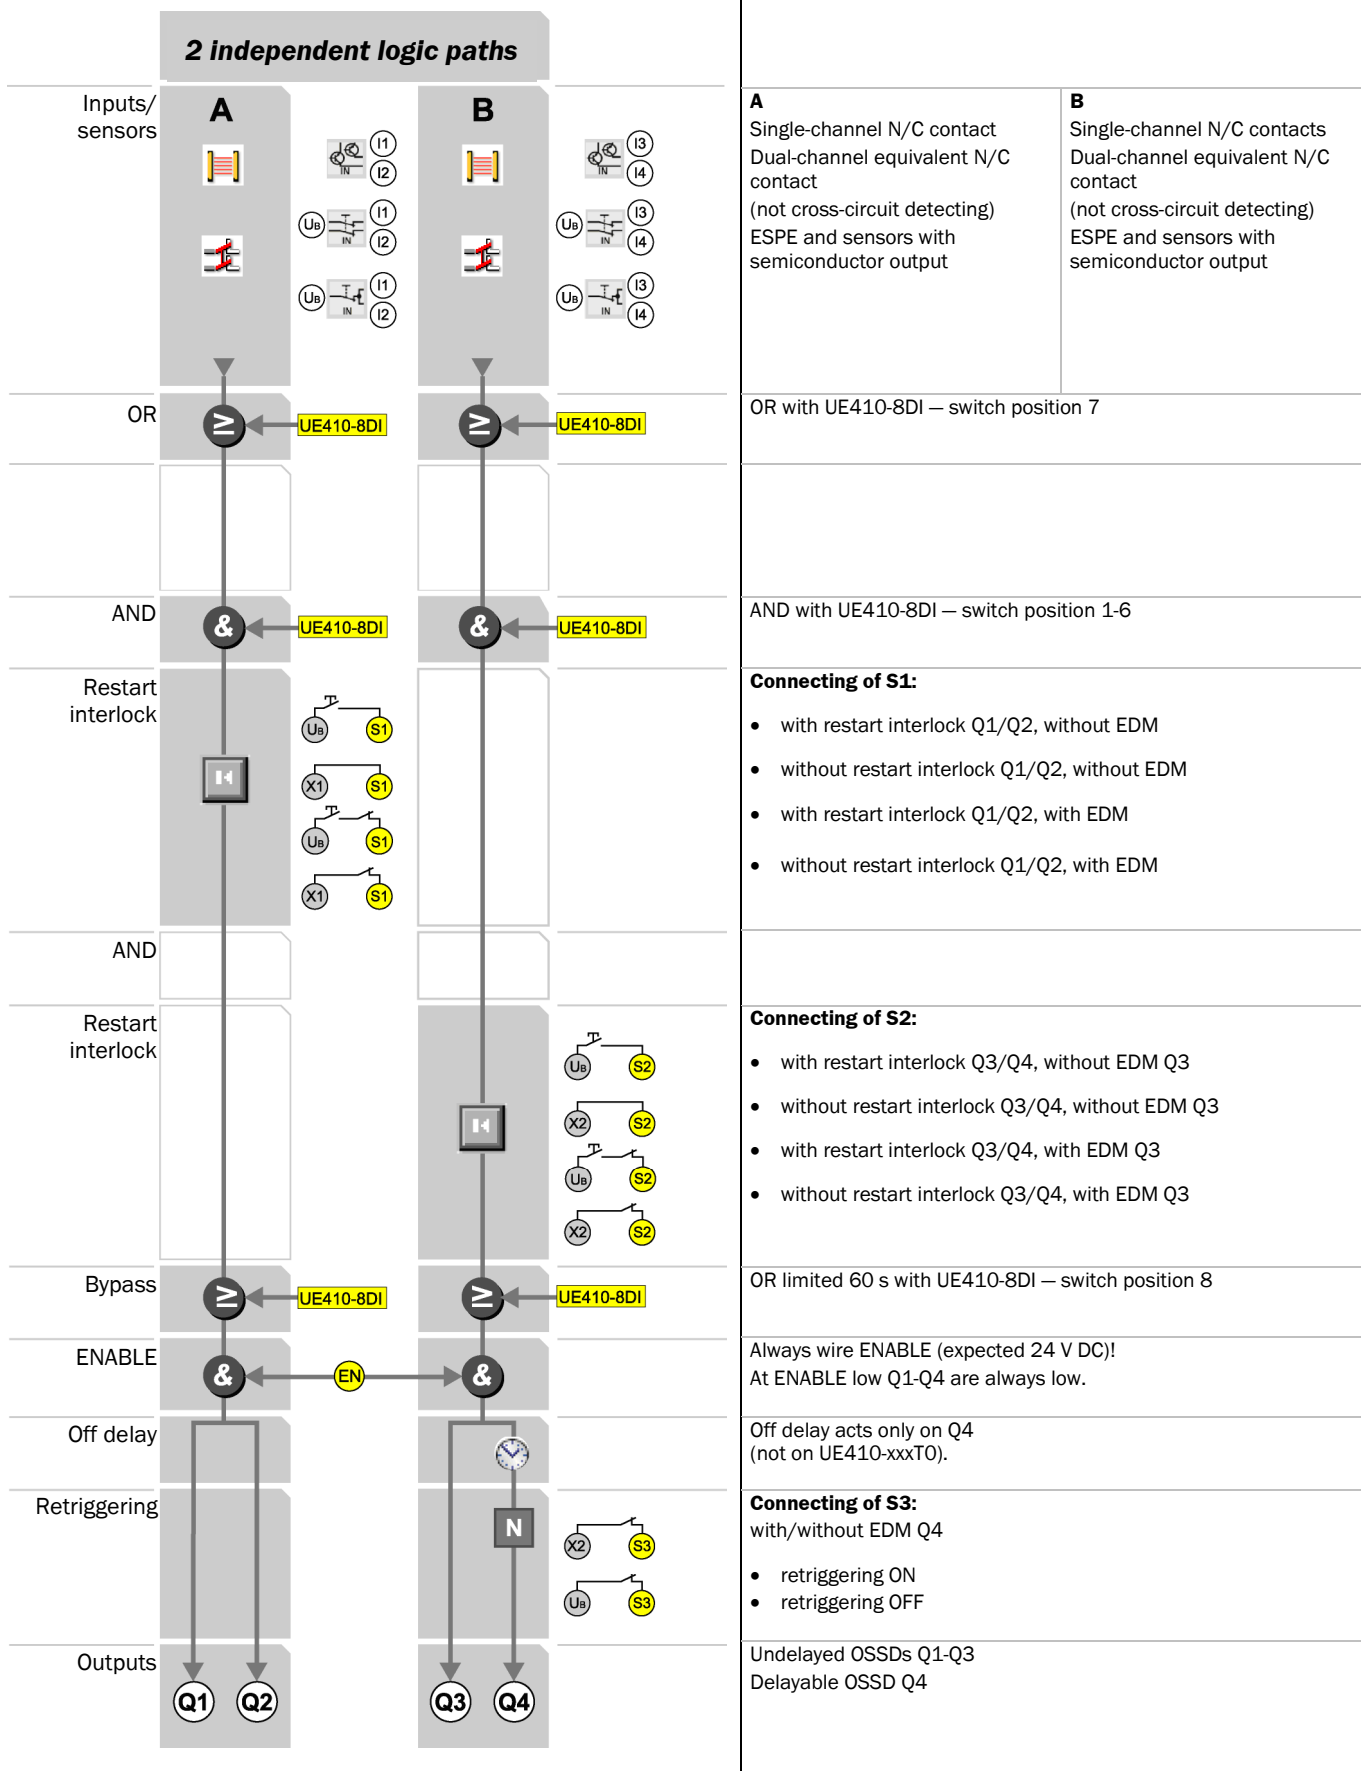 2 independent logic paths
Inputs/
sensors
A
I1
I2
IN
UB
I1
I2
IN
UB
I1
I2
IN
B
I3
I4
IN
UB
I3
I4
IN
UB
I3
I4
IN
A
Single-channel N/C contact
Dual-channel equivalent N/C
contact
(not cross-circuit detecting)
ESPE and sensors with
semiconductor output
B
Single-channel N/C contacts
Dual-channel equivalent N/C
contact
(not cross-circuit detecting)
ESPE and sensors with
semiconductor output
OR
≥
UE410-8DI
≥
UE410-8DI
OR with UE410-8DI — switch position 7
AND
&
UE410-8DI
&
UE410-8DI
AND with UE410-8DI — switch position 1-6
Restart
interlock
UB
S1
X1
S1
UB
S1
X1
S1
Connecting of S1:
• with restart interlock Q1/Q2, without EDM
• without restart interlock Q1/Q2, without EDM
• with restart interlock Q1/Q2, with EDM
• without restart interlock Q1/Q2, with EDM
AND
Restart
interlock
UB
S2
X2
S2
UB
S2
X2
S2
Connecting of S2:
• with restart interlock Q3/Q4, without EDM Q3
• without restart interlock Q3/Q4, without EDM Q3
• with restart interlock Q3/Q4, with EDM Q3
• without restart interlock Q3/Q4, with EDM Q3
Bypass
≥
UE410-8DI
≥
UE410-8DI
OR limited 60 s with UE410-8DI — switch position 8
ENABLE
&
EN
&
Always wire ENABLE (expected 24 V DC)!
At ENABLE low Q1-Q4 are always low.
Off delay
Off delay acts only on Q4
(not on UE410-xxxT0).
Retriggering
N
X2
S3
UB
S3
Connecting of S3:
with/without EDM Q4
• retriggering ON
• retriggering OFF
Outputs
Q1
Q2
Q3
Q4
Undelayed OSSDs Q1-Q3
Delayable OSSD Q4